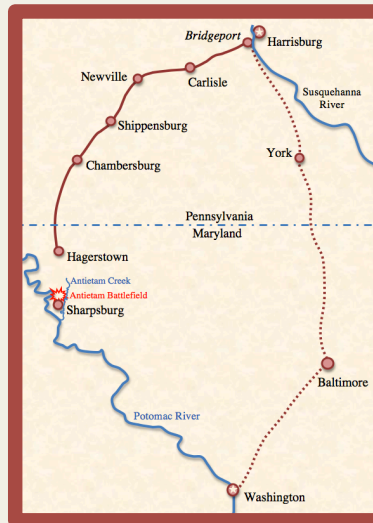 Bridgeport
Harrisburg
Newville
Carlisle
Susquehanna
River
Shippensburg
York
Chambersburg
Pennsylvania
Maryland
Hagerstown
Antietam Creek
Antietam Battlefield
Sharpsburg
Baltimore
Potomac River
Washington